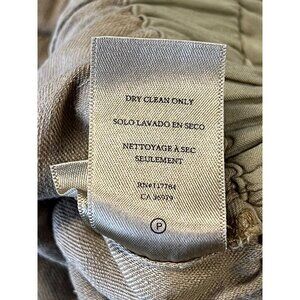 DRY CLEAN ONLY
SOLO LAVADO EN SECO
NETTOYAGE À SEC
SEULEMENT
RN#117784
CA 36979
P